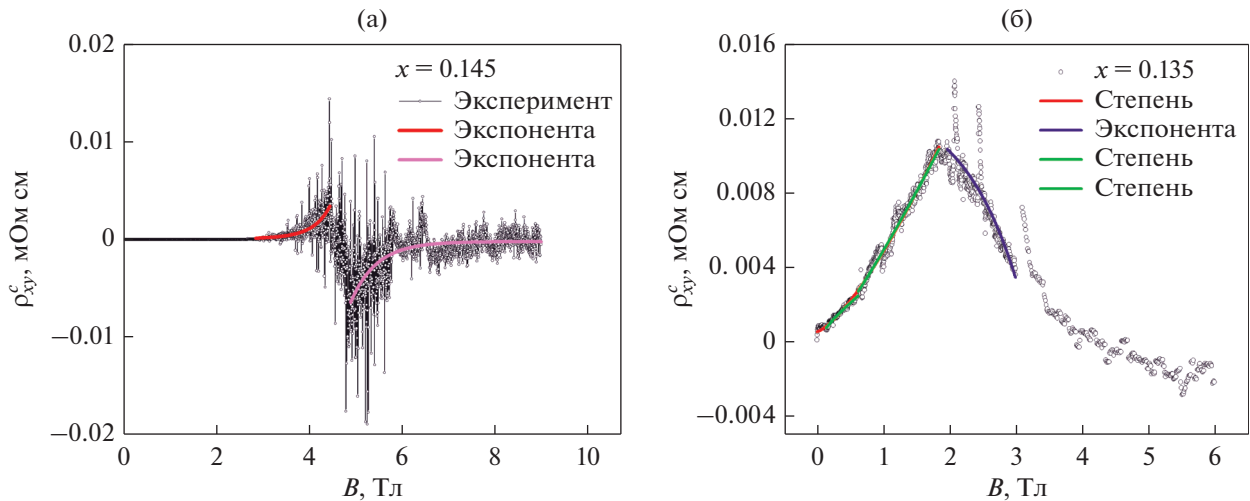 (а)
0.02
0.01
0
−0.01
−0.02
ρᶜxy, мОм см
x = 0.145
Эксперимент
Экспонента
Экспонента
0
2
4
6
8
10
B, Тл
(б)
0.016
0.012
0.008
0.004
0
−0.004
ρᶜxy, мОм см
x = 0.135
Степень
Экспонента
Степень
Степень
0
1
2
3
4
5
6
B, Тл